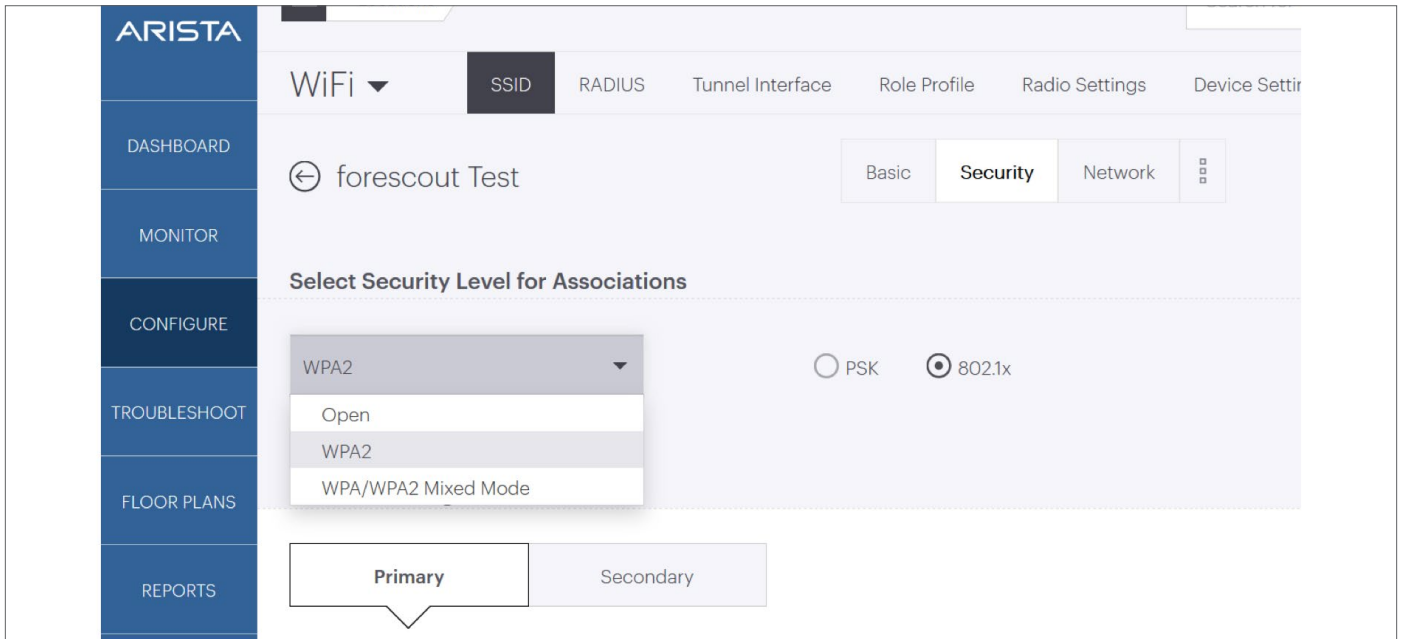 ARISTA
WiFi
SSID
RADIUS
Tunnel Interface
Role Profile
Radio Settings
Device
DASHBOARD
MONITOR
CONFIGURE
TROUBLESHOOT
FLOOR PLANS
REPORTS
forescout Test
Basic
Security
Network
Select Security Level for Associations
WPA2
PSK
802.1x
Open
WPA2
WPA/WPA2 Mixed Mode
Primary
Secondary